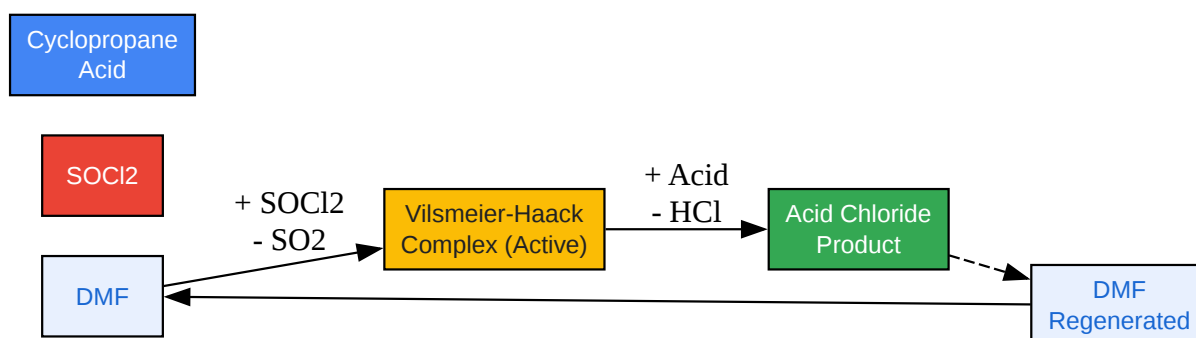 Cyclopropane
Acid
SOCl2
DMF
+ SOCl2
- SO2
Vilsmeier-Haack
Complex (Active)
+ Acid
- HCl
Acid Chloride
Product
DMF
Regenerated